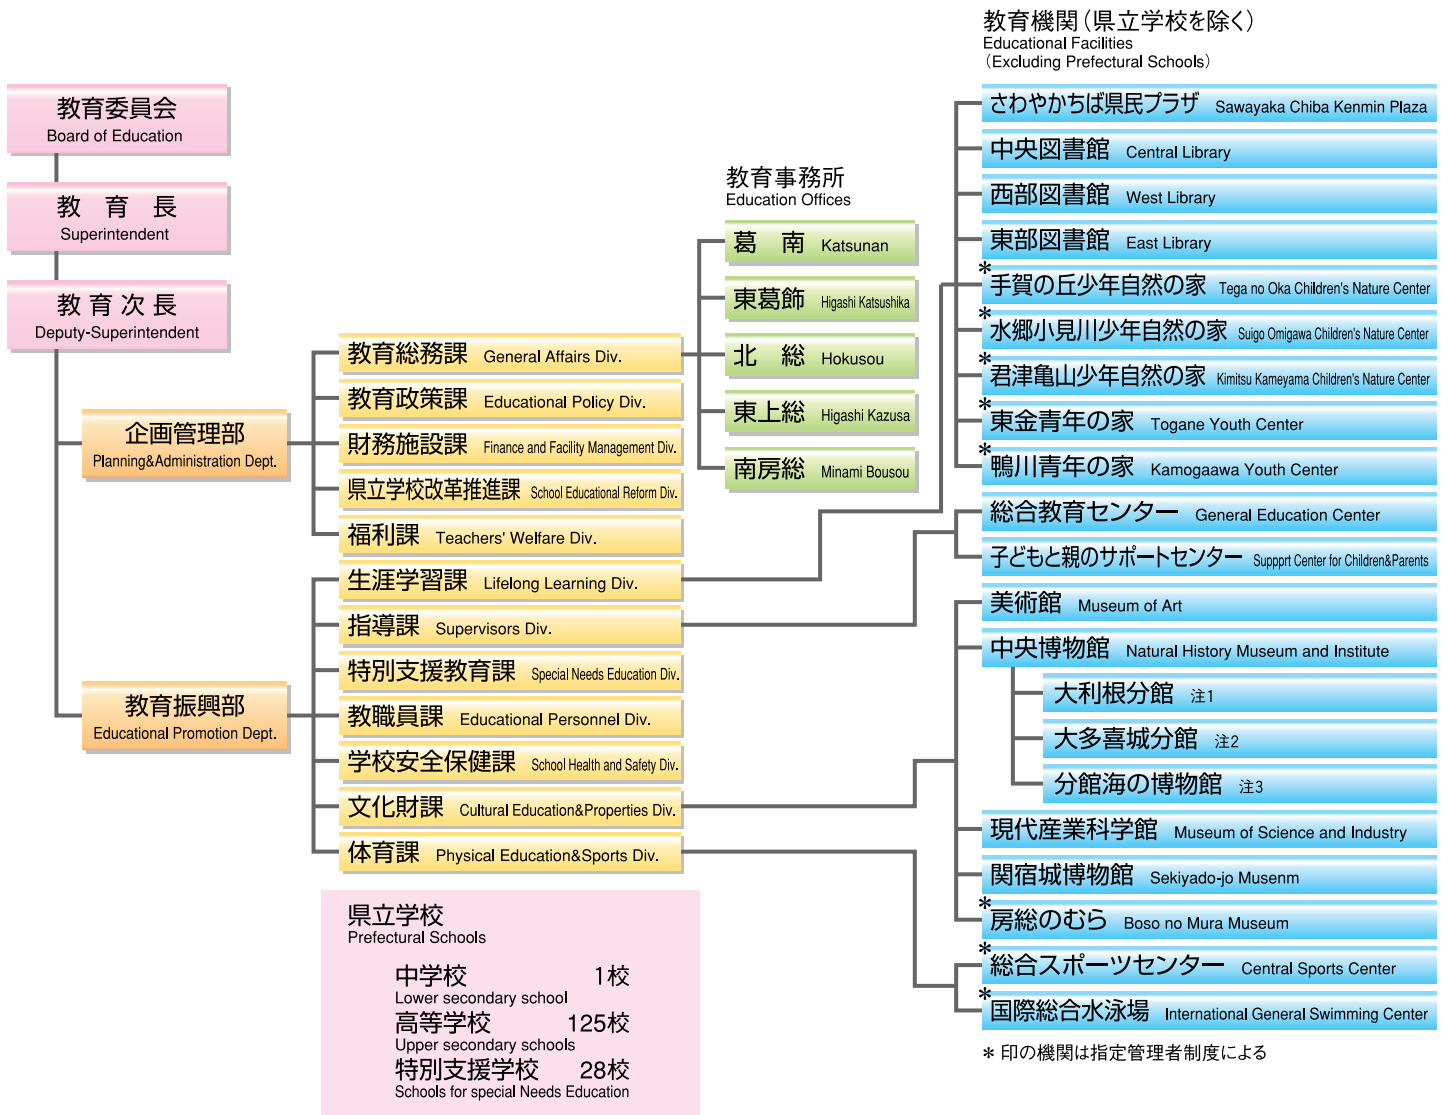 教育委員会
Board of Education
教 育 長
Superintendent
教 育 次 長
Deputy-Superintendent
企画管理部
Planning&Administration Dept.
教育振興部
Educational Promotion Dept.
教育総務課 General Affairs Div.
教育政策課 Educational Policy Div.
財務施設課 Finance and Facility Management Div.
県立学校改革推進課 School Educational Reform Div.
福利課 Teachers' Welfare Div.
生涯学習課 Lifelong Learning Div.
指導課 Supervisors Div.
特別支援教育課 Special Needs Education Div.
教職員課 Educational Personnel Div.
学校安全保健課 School Health and Safety Div.
文化財課 Cultural Education&Properties Div.
体育課 Physical Education&Sports Div.
県立学校
Prefectural Schools
中学校 1校
Lower secondary school
高等学校 125校
Upper secondary schools
特別支援学校 28校
Schools for special Needs Education
教育事務所
Education Offices
葛 南 Katsunan
東葛飾 Higashi Katsushika
北 総 Hokusou
東上総 Higashi Kazusa
南房総 Minami Bousou
教育機関（県立学校を除く）
Educational Facilities
（Excluding Prefectural Schools）
さわやかちば県民プラザ Sawayaka Chiba Kenmin Plaza
中央図書館 Central Library
西部図書館 West Library
東部図書館 East Library
＊手賀の丘少年自然の家 Tega no Oka Children's Nature Center
＊水郷小見川少年自然の家 Suigo Omigawa Children's Nature Center
＊君津亀山少年自然の家 Kimitsu Kameyama Children's Nature Center
＊東金青年の家 Togane Youth Center
＊鴨川青年の家 Kamogaawa Youth Center
総合教育センター General Education Center
子どもと親のサポートセンター Suppprt Center for Children&Parents
美術館 Museum of Art
中央博物館 Natural History Museum and Institute
大利根分館 注1
大多喜城分館 注2
分館海の博物館 注3
現代産業科学館 Museum of Science and Industry
関宿城博物館 Sekiyado-jo Musenm
＊房総のむら Boso no Mura Museum
＊総合スポーツセンター Central Sports Center
＊国際総合水泳場 International General Swimming Center
＊印の機関は指定管理者制度による